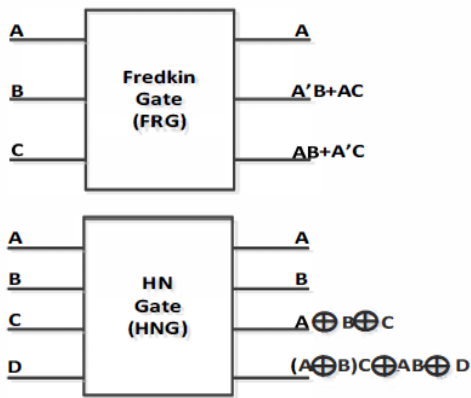 A A
Fredkin
B Gate A'B+AC
(FRG)
C AB+A'C
A A
B HN B
Gate
C (HNG) A⊕B⊕C
D (A⊕B)C⊕AB⊕D